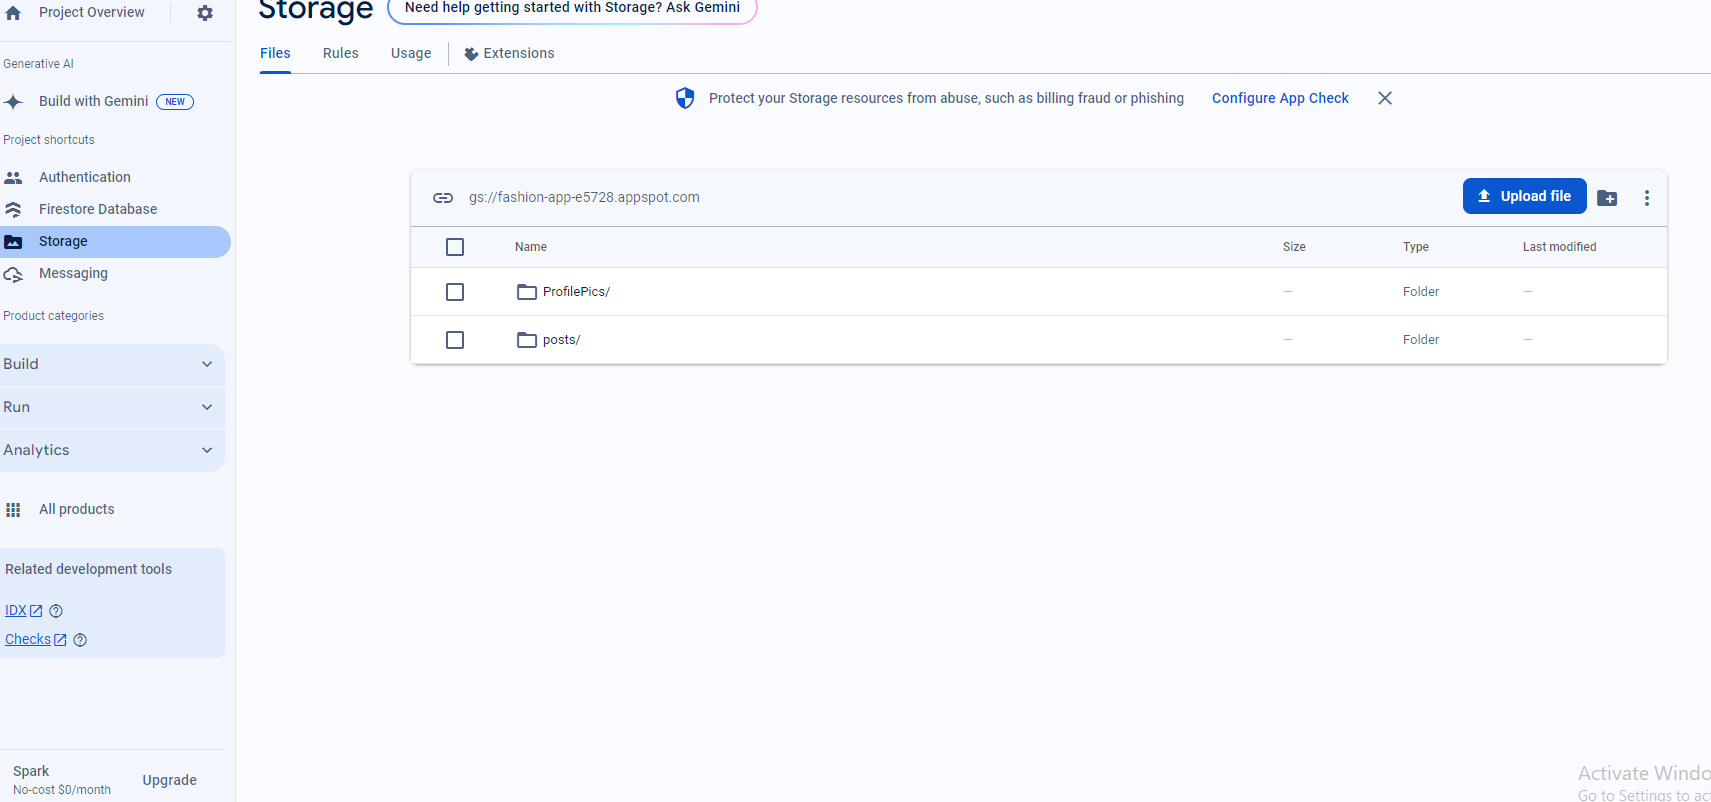 Project Overview
Generative AI
Build with Gemini NEW
Project shortcuts
Authentication
Firestore Database
Storage
Messaging
Product categories
Build
Run
Analytics
All products
Related development tools
IDX
Checks
Spark
No-cost $0/month
Upgrade
Storage
Need help getting started with Storage? Ask Gemini
Files Rules Usage Extensions
Protect your Storage resources from abuse, such as billing fraud or phishing Configure App Check
gs://fashion-app-e5728.appspot.com Upload file
Name Size Type Last modified
ProfilePics/ — Folder —
posts/ — Folder —
Activate Windo
Go to Settings to act